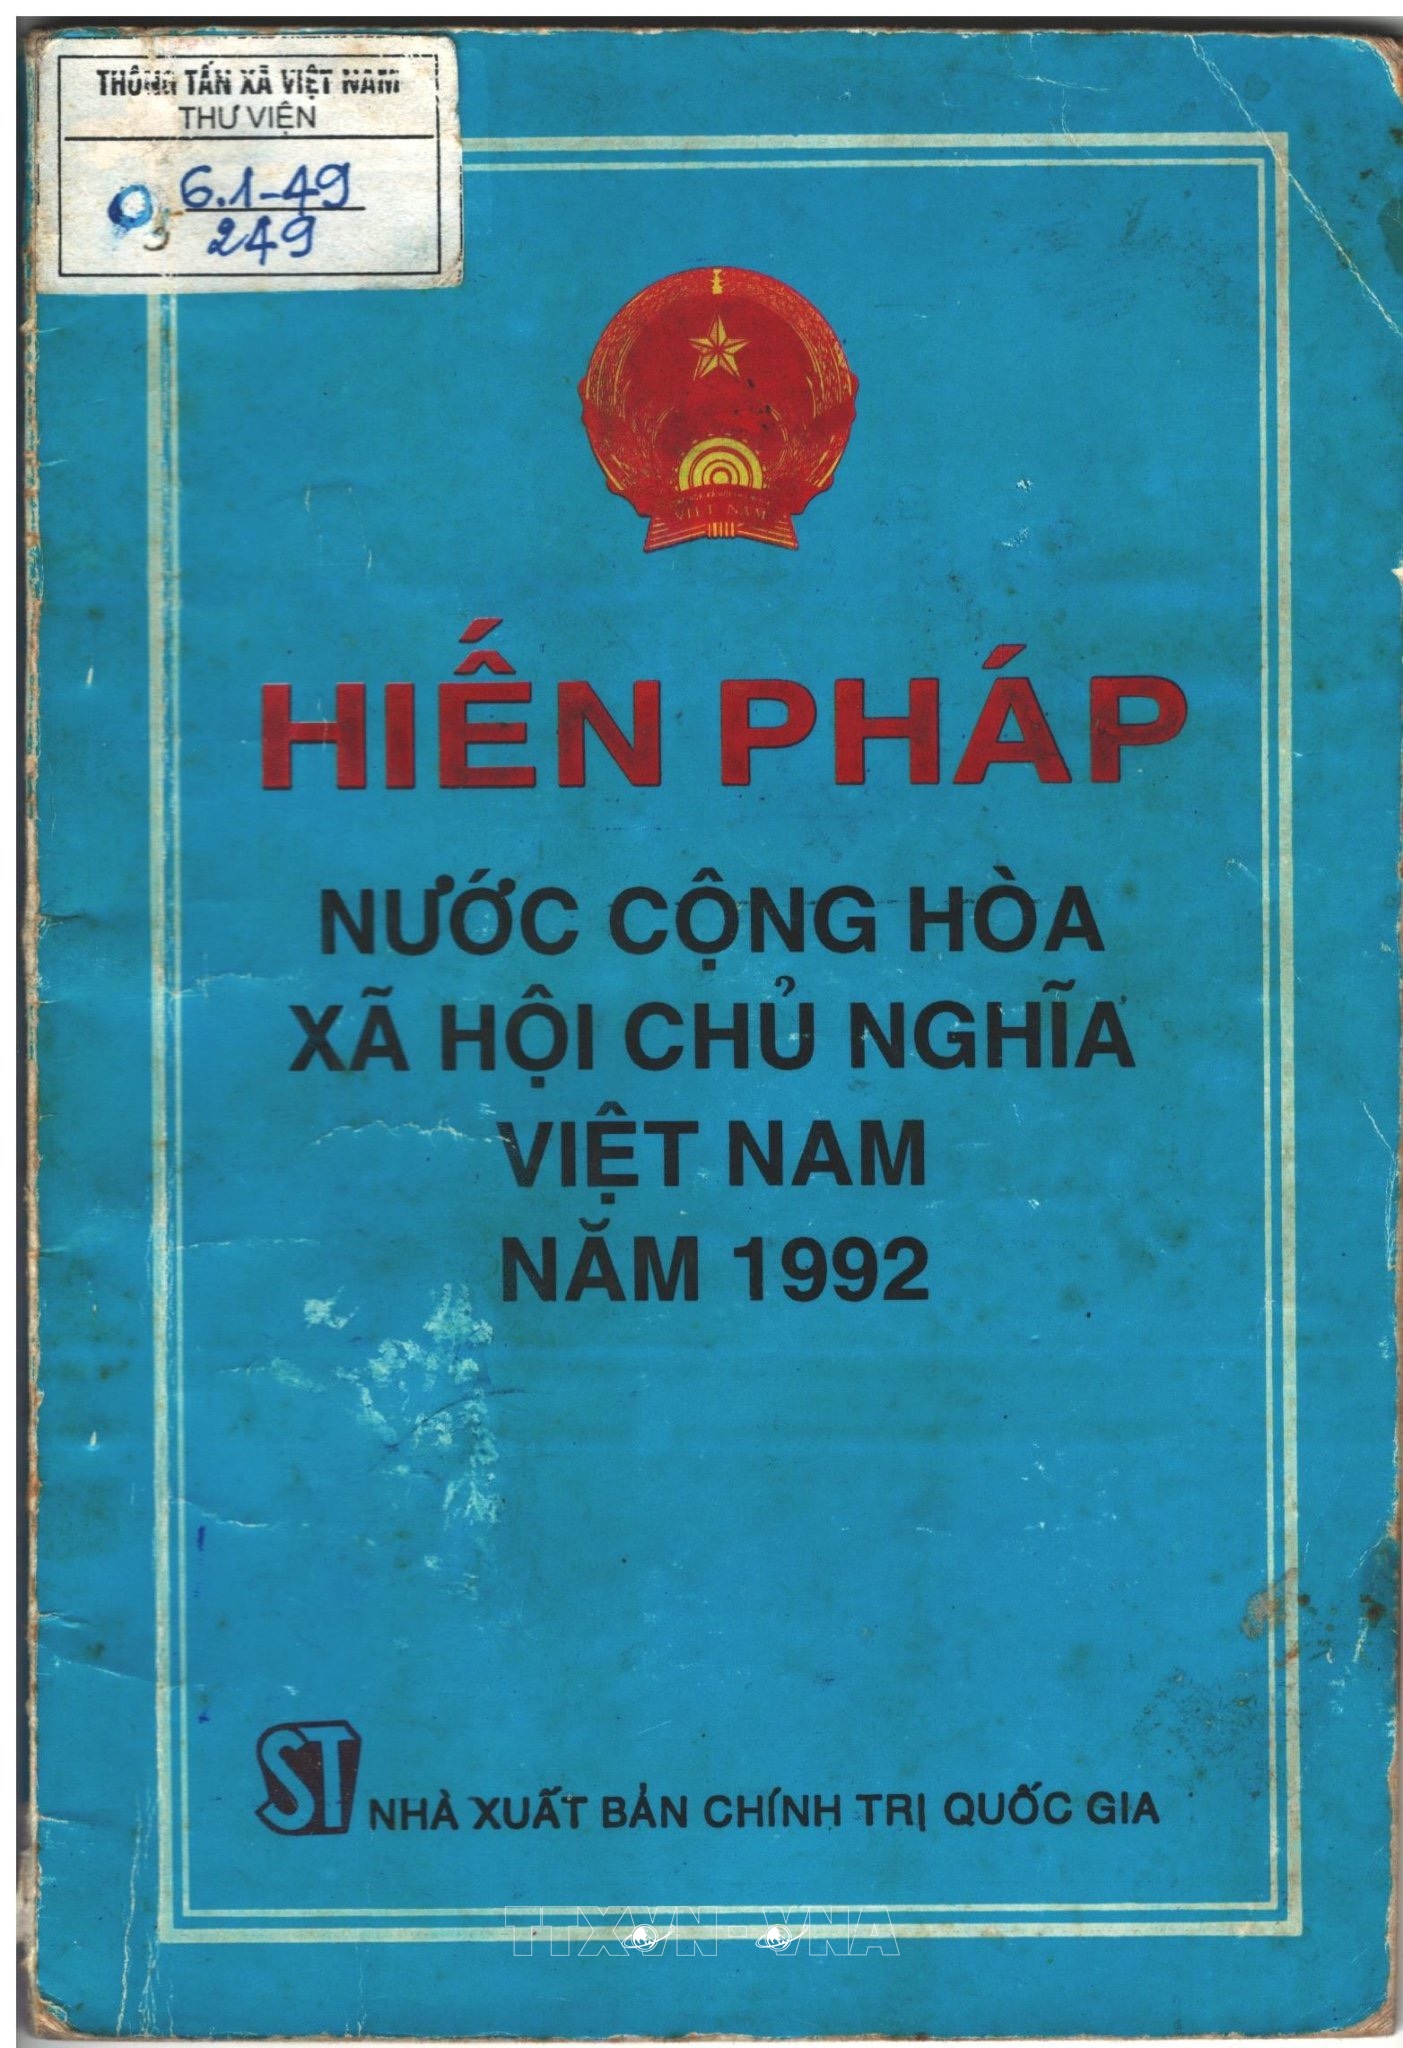 THÔNG TẤN XÃ VIỆT NAM
THƯ VIỆN
6.1-49
249
VIỆT NAM
HIẾN PHÁP
NƯỚC CỘNG HÒA
XÃ HỘI CHỦ NGHĨA
VIỆT NAM
NĂM 1992
ST
NHÀ XUẤT BẢN CHÍNH TRỊ QUỐC GIA
TTXVN-VNA